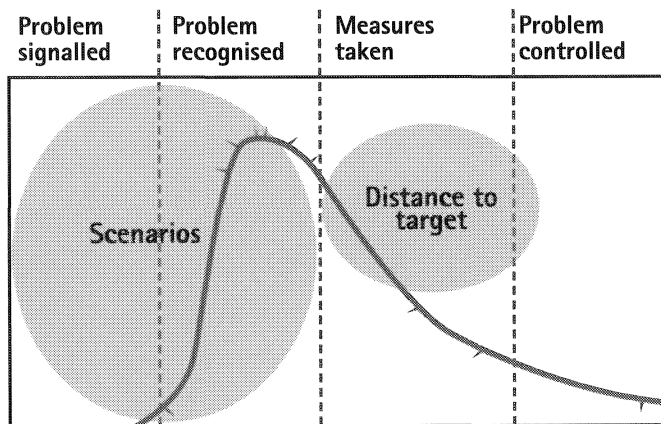 Problem
signalled
Problem
recognised
Measures
taken
Problem
controlled
Scenarios
Distance to
target